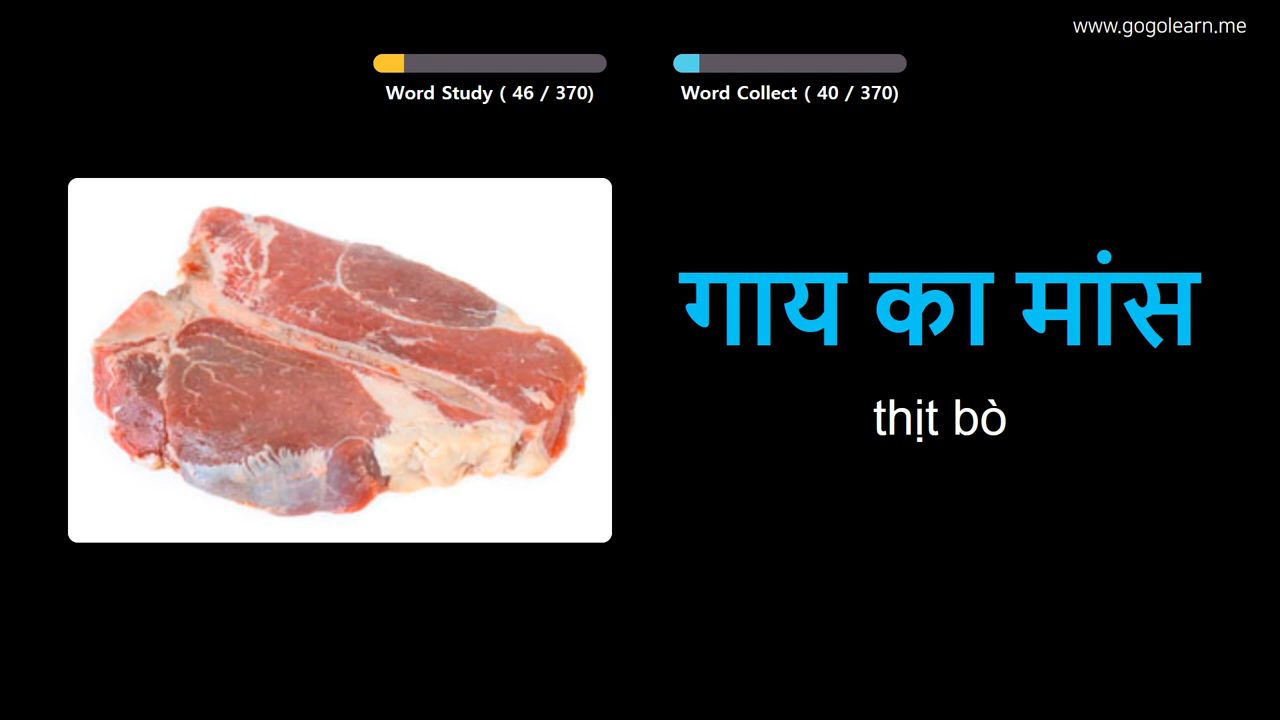 www.gogolearn.me
Word Study ( 46 / 370)
Word Collect ( 40 / 370)
गाय का मांस
thịt bò